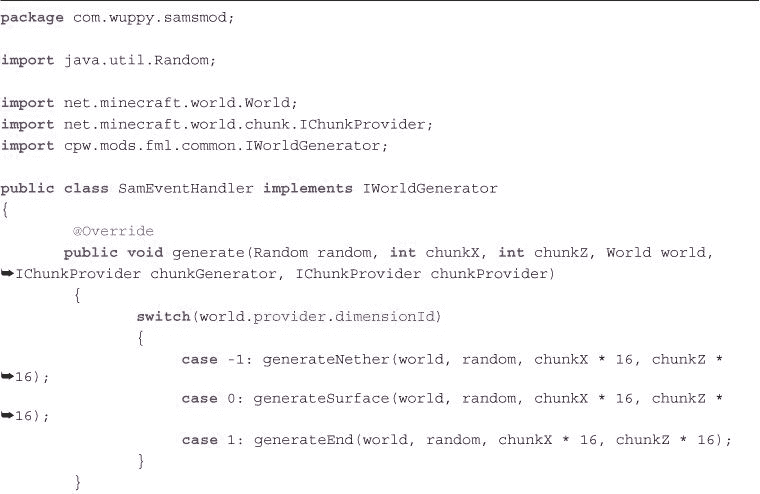 package com.wuppy.samsmod;
import java.util.Random;
import net.minecraft.world.World;
import net.minecraft.world.chunk.IChunkProvider;
import cpw.mods.fml.common.IWorldGenerator;
public class SamEventHandler implements IWorldGenerator
{
@Override
public void generate(Random random, int chunkX, int chunkZ, World world,
➥IChunkProvider chunkGenerator, IChunkProvider chunkProvider)
{
switch(world.provider.dimensionId)
{
case -1: generateNether(world, random, chunkX * 16, chunkZ *
➥16);
case 0: generateSurface(world, random, chunkX * 16, chunkZ *
➥16);
case 1: generateEnd(world, random, chunkX * 16, chunkZ * 16);
}
}